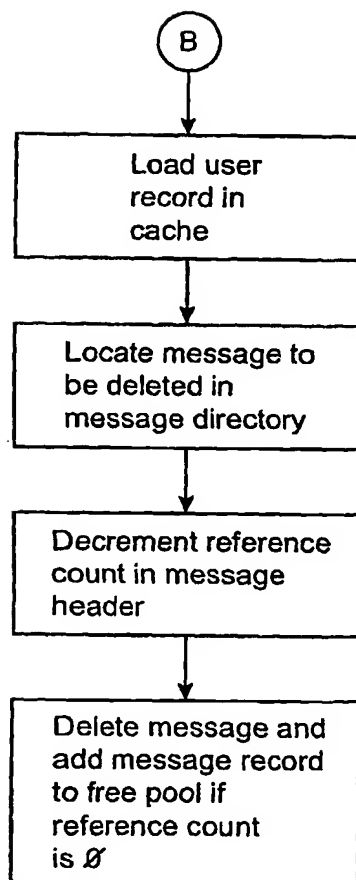 B
Load user
record in
cache
Locate message to
be deleted in
message directory
Decrement reference
count in message
header
Delete message and
add message record
to free pool if
reference count
is Ø